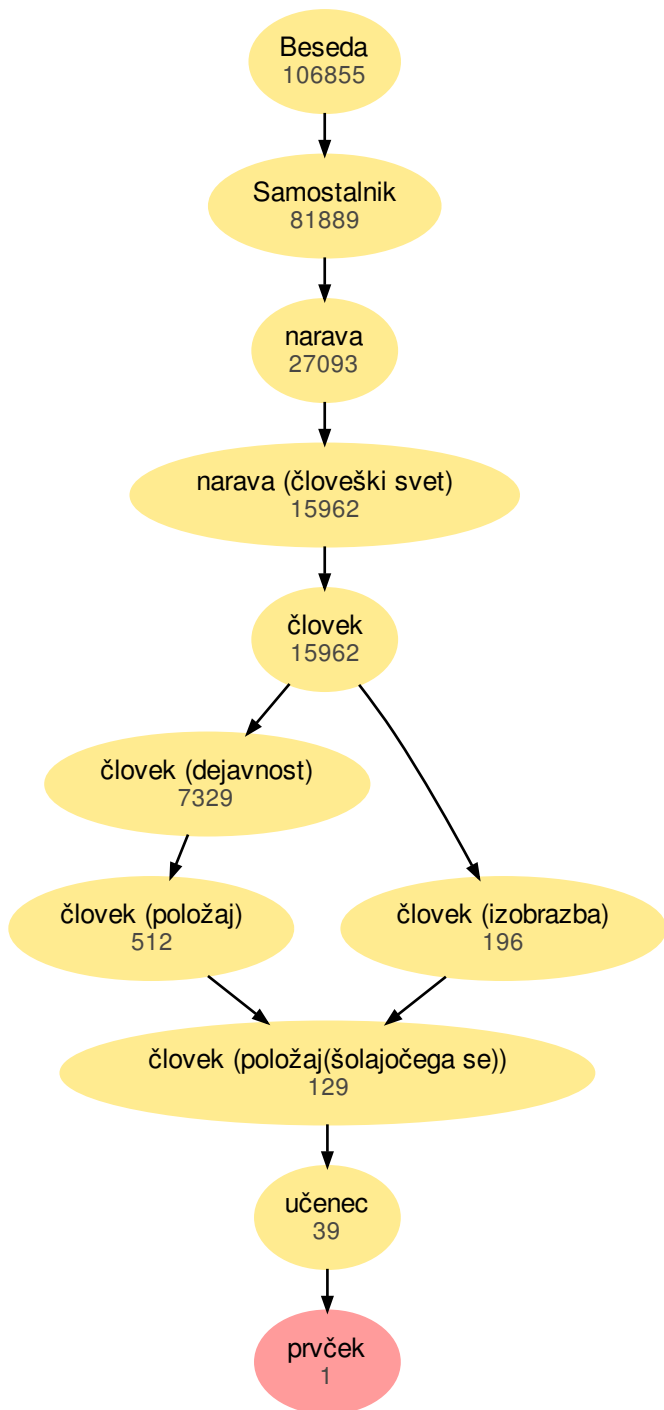 Beseda
106855
Samostalnik
81889
narava
27093
narava (človeški svet)
15962
človek
15962
človek (dejavnost)
7329
človek (položaj)
512
človek (izobrazba)
196
človek (položaj(šolajočega se))
129
učenec
39
prvček
1